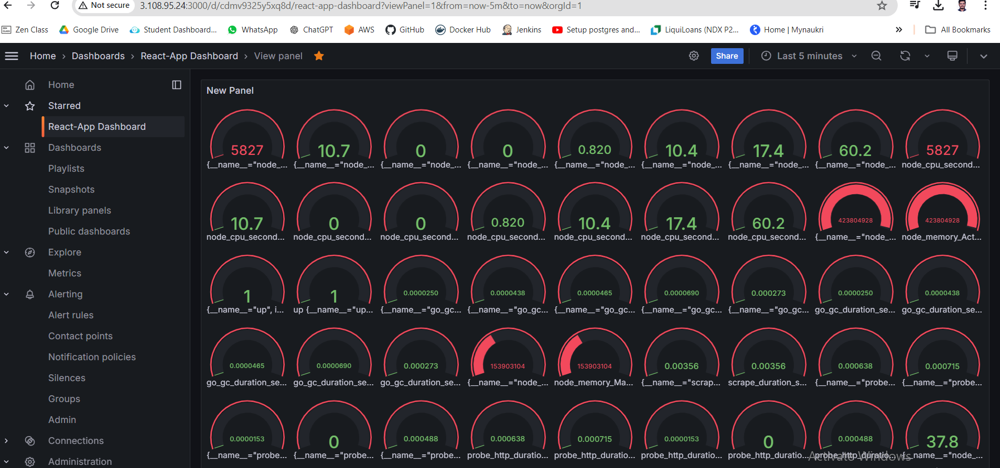 Not secure
3.108.95.24:3000/d/cdmv9325y5xq8d/react-app-dashboard?viewPanel=1&from=now-5m&to=now&orgId=1
Zen Class Google Drive Student Dashboard... WhatsApp ChatGPT AWS GitHub Docker Hub Jenkins Setup postgres and... LiquiLoans (NDX P2... Home | Mynaukri » All Bookmarks
Home › Dashboards › React-App Dashboard › View panel Share Last 5 minutes
Home
Starred
React-App Dashboard
Dashboards
Playlists
Snapshots
Library panels
Public dashboards
Explore
Metrics
Alerting
Alert rules
Contact points
Notification policies
Silences
Groups
Admin
Connections
Administration
New Panel
5827 10.7 0 0 0.820 10.4 17.4 60.2 5827
{__name__="node_... {__name__="node_... {__name__="node_... {__name__="node_... {__name__="node_... {__name__="node_... {__name__="node_... {__name__="node_... node_cpu_second...
10.7 0 0 0.820 10.4 17.4 60.2 423804928 423804928
node_cpu_second... node_cpu_second... node_cpu_second... node_cpu_second... node_cpu_second... node_cpu_second... node_cpu_second... {__name__="node_... node_memory_Act...
1 1 0.0000250 0.0000438 0.0000465 0.0000690 0.000273 0.0000250 0.0000438
{__name__="up", i... up {__name__="up... {__name__="go_gc... {__name__="go_gc... {__name__="go_gc... {__name__="go_gc... {__name__="go_gc... go_gc_duration_se... go_gc_duration_se...
0.0000465 0.0000690 0.000273 153903104 153903104 0.00356 0.00356 0.000638 0.000715
go_gc_duration_se... go_gc_duration_se... go_gc_duration_se... {__name__="node_... node_memory_Ma... {__name__="scrap... scrape_duration_s... {__name__="probe... {__name__="probe...
0.0000153 0 0.000488 0.000638 0.000715 0.0000153 0 0.000488 37.8
{__name__="probe... {__name__="probe... {__name__="probe... probe_http_duratio... probe_http_duratio... probe_http_duratio... probe_http_duratio... probe_http_duratio... {__name__="node_...
Activate Windows